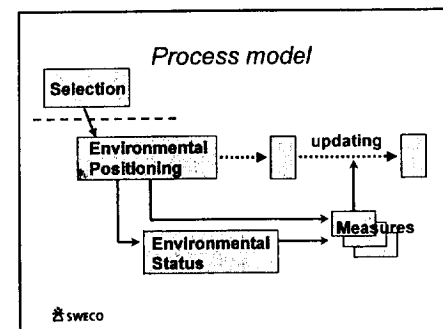 Process model
Selection
updating
Environmental
Positioning
Measures
Environmental
Status
SWECO